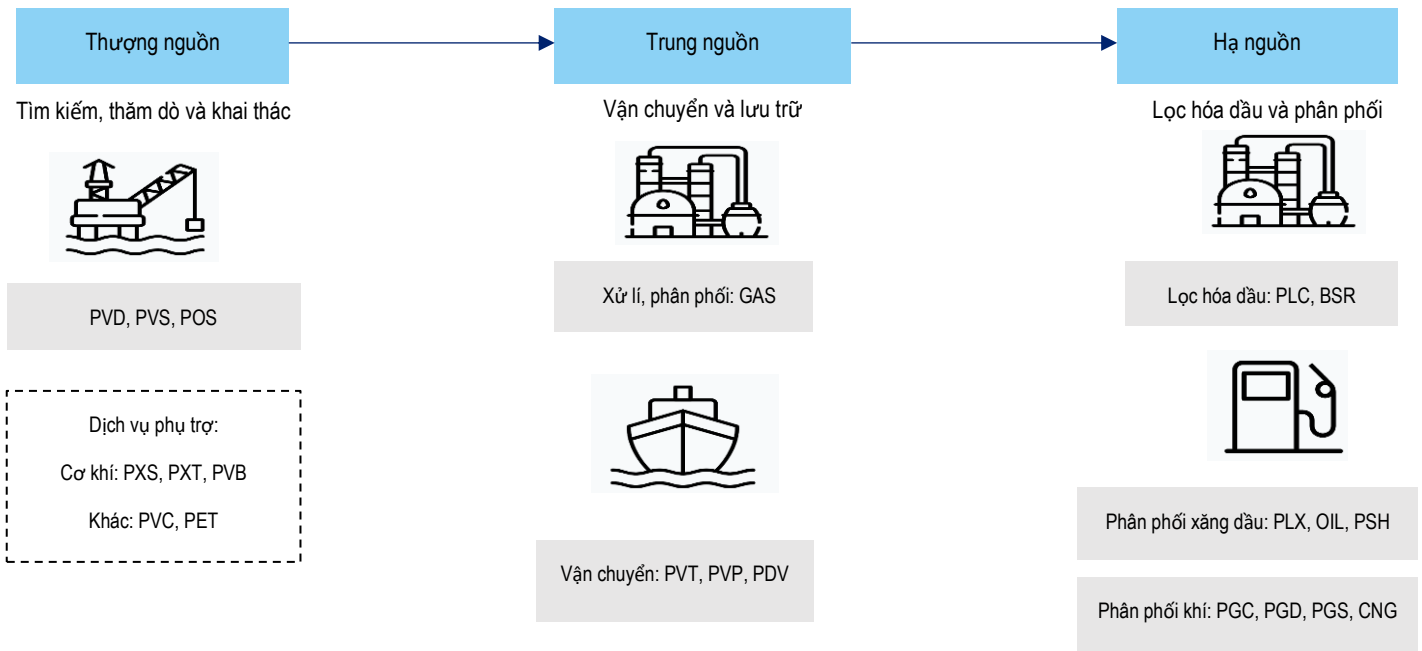 Thượng nguồn
Trung nguồn
Hạ nguồn
Tìm kiếm, thăm dò và khai thác
Vận chuyển và lưu trữ
Lọc hóa dầu và phân phối
PVD, PVS, POS
Xử lí, phân phối: GAS
Lọc hóa dầu: PLC, BSR
Dịch vụ phụ trợ:
Cơ khí: PXS, PXT, PVB
Khác: PVC, PET
Vận chuyển: PVT, PVP, PDV
Phân phối xăng dầu: PLX, OIL, PSH
Phân phối khí: PGC, PGD, PGS, CNG